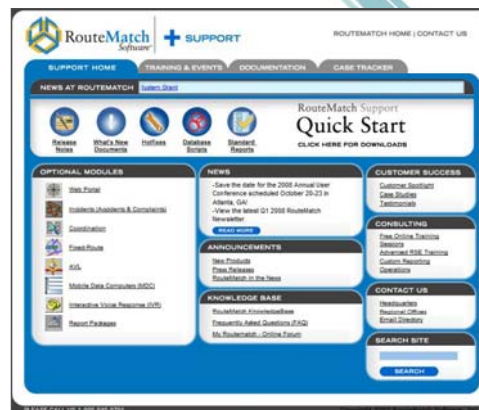 RouteMatch
Software
SUPPORT
ROUTEMATCH HOME | CONTACT US
SUPPORT HOME
TRAINING & EVENTS
DOCUMENTATION
CASE TRACKER
NEWS AT ROUTEMATCH
Release Notes
What's New Documents
Hotfixes
Database Scripts
Standard Reports
RouteMatch Support
Quick Start
CLICK HERE FOR DOWNLOADS
OPTIONAL MODULES
Web Portal
Incidents (Accidents & Complaints)
Coordination
Fixed Route
AVL
Mobile Data Computers (MDC)
Interactive Voice Response (IVR)
Report Packages
NEWS
-Save the date for the 2008 Annual User
Conference scheduled October 20-23 in
Atlanta, GA!
-View the latest Q1 2008 RouteMatch
Newsletter
READ MORE
ANNOUNCEMENTS
New Products
Press Releases
RouteMatch in the News
KNOWLEDGE BASE
RouteMatch KnowledgeBase
Frequently Asked Questions (FAQ)
My Routematch - Online Forum
CUSTOMER SUCCESS
Customer Spotlight
Case Studies
Testimonials
CONSULTING
Free Online Training
Sessions
Advanced RSE Training
Custom Reporting
Operations
CONTACT US
Headquarters
Regional Offices
Email Directory
SEARCH SITE
SEARCH